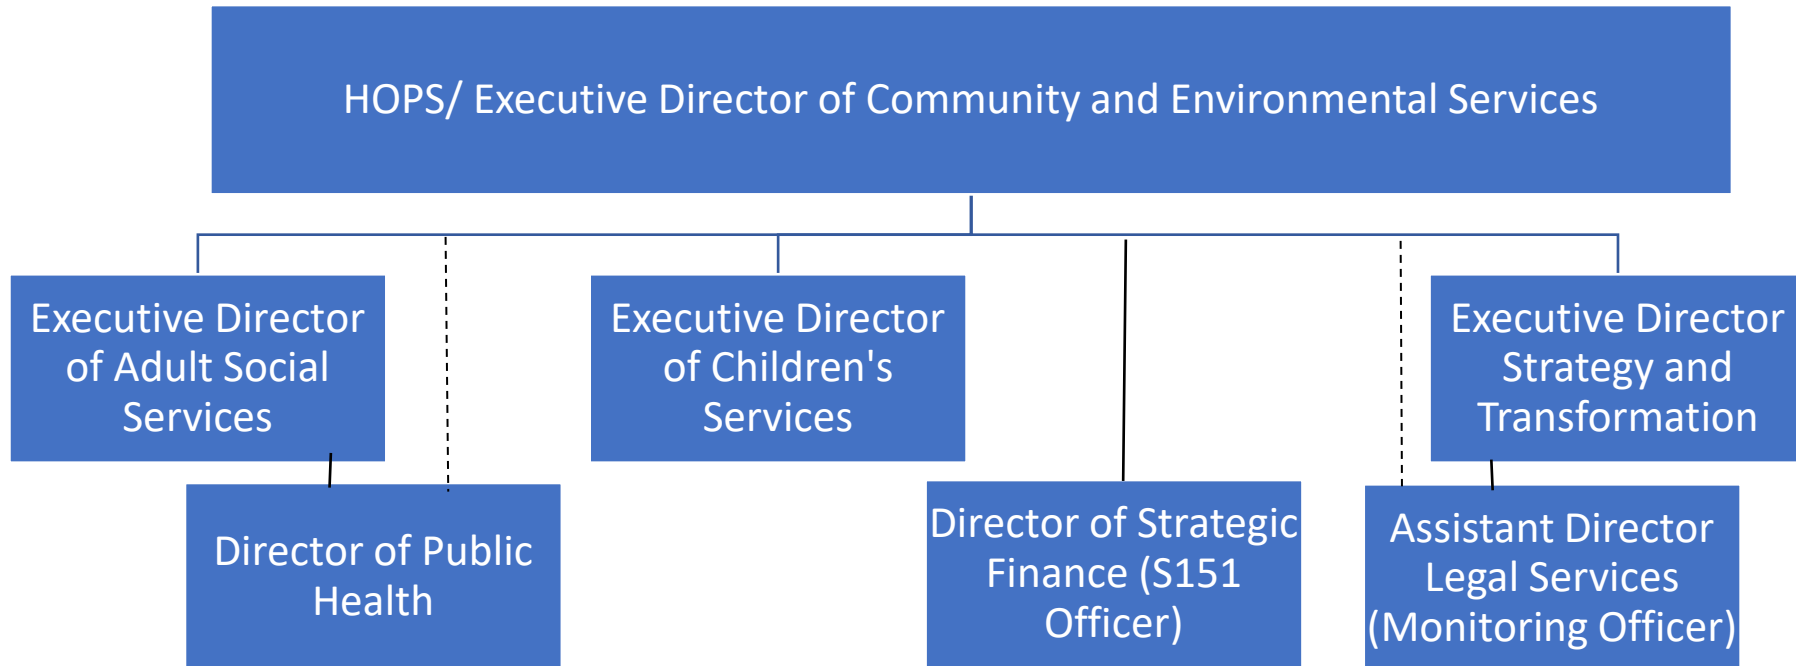 HOPS/ Executive Director of Community and Environmental Services
Executive Director
of Adult Social
Services
Executive Director
of Children's
Services
Executive Director
Strategy and
Transformation
Director of Public
Health
Director of Strategic
Finance (S151
Officer)
Assistant Director
Legal Services
(Monitoring Officer)